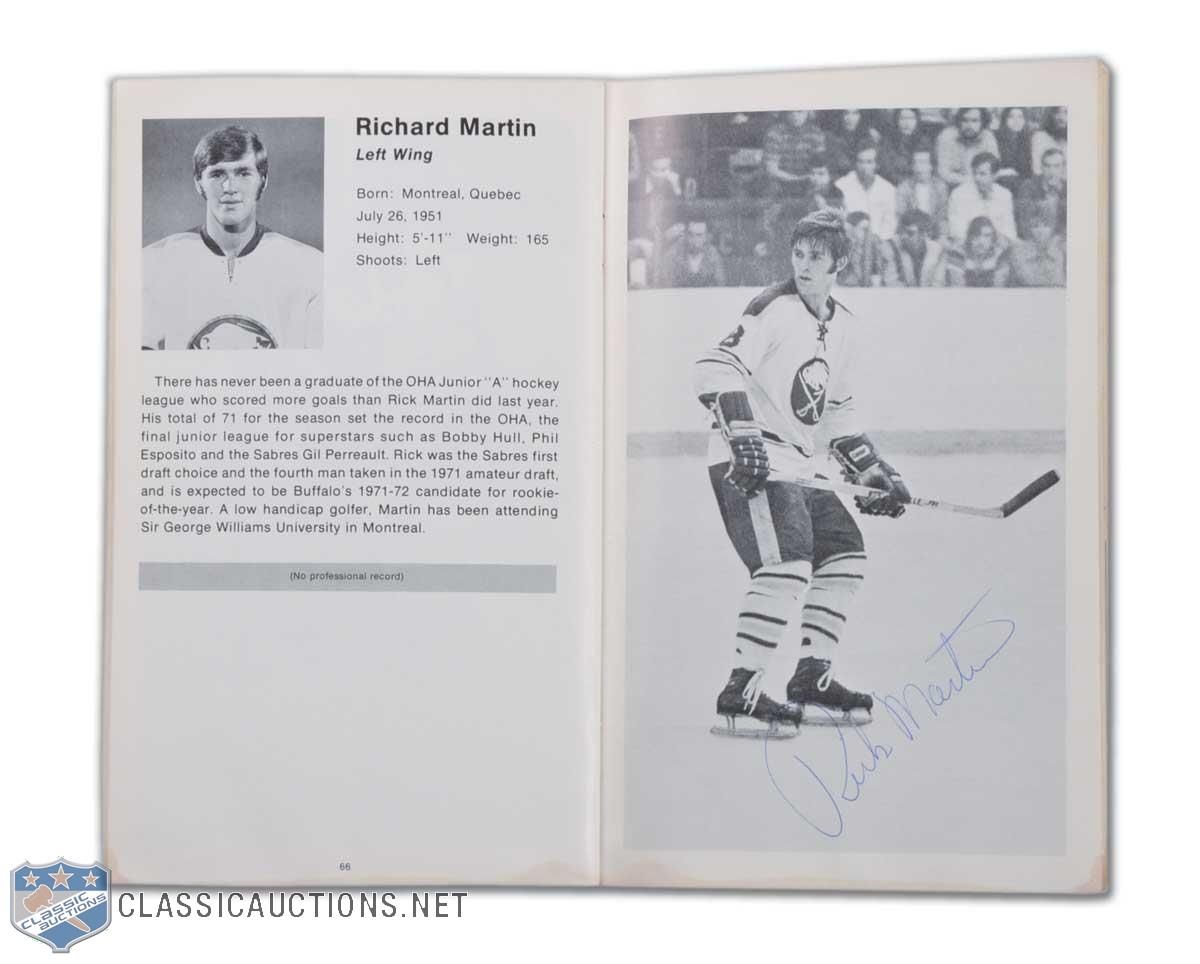 Richard Martin
Left Wing
Born: Montreal, Quebec
July 26, 1951
Height: 5'-11" Weight: 165
Shoots: Left
There has never been a graduate of the OHA Junior "A" hockey
league who scored more goals than Rick Martin did last year.
His total of 71 for the season set the record in the OHA, the
final junior league for superstars such as Bobby Hull, Phil
Esposito and the Sabres Gil Perreault. Rick was the Sabres first
draft choice and the fourth man taken in the 1971 amateur draft,
and is expected to be Buffalo's 1971-72 candidate for rookie-
of-the-year. A low handicap golfer, Martin has been attending
Sir George Williams University in Montreal.
(No professional record)
66
Rick Martin
CLASSIC
AUCTIONS
CLASSICAUCTIONS.NET